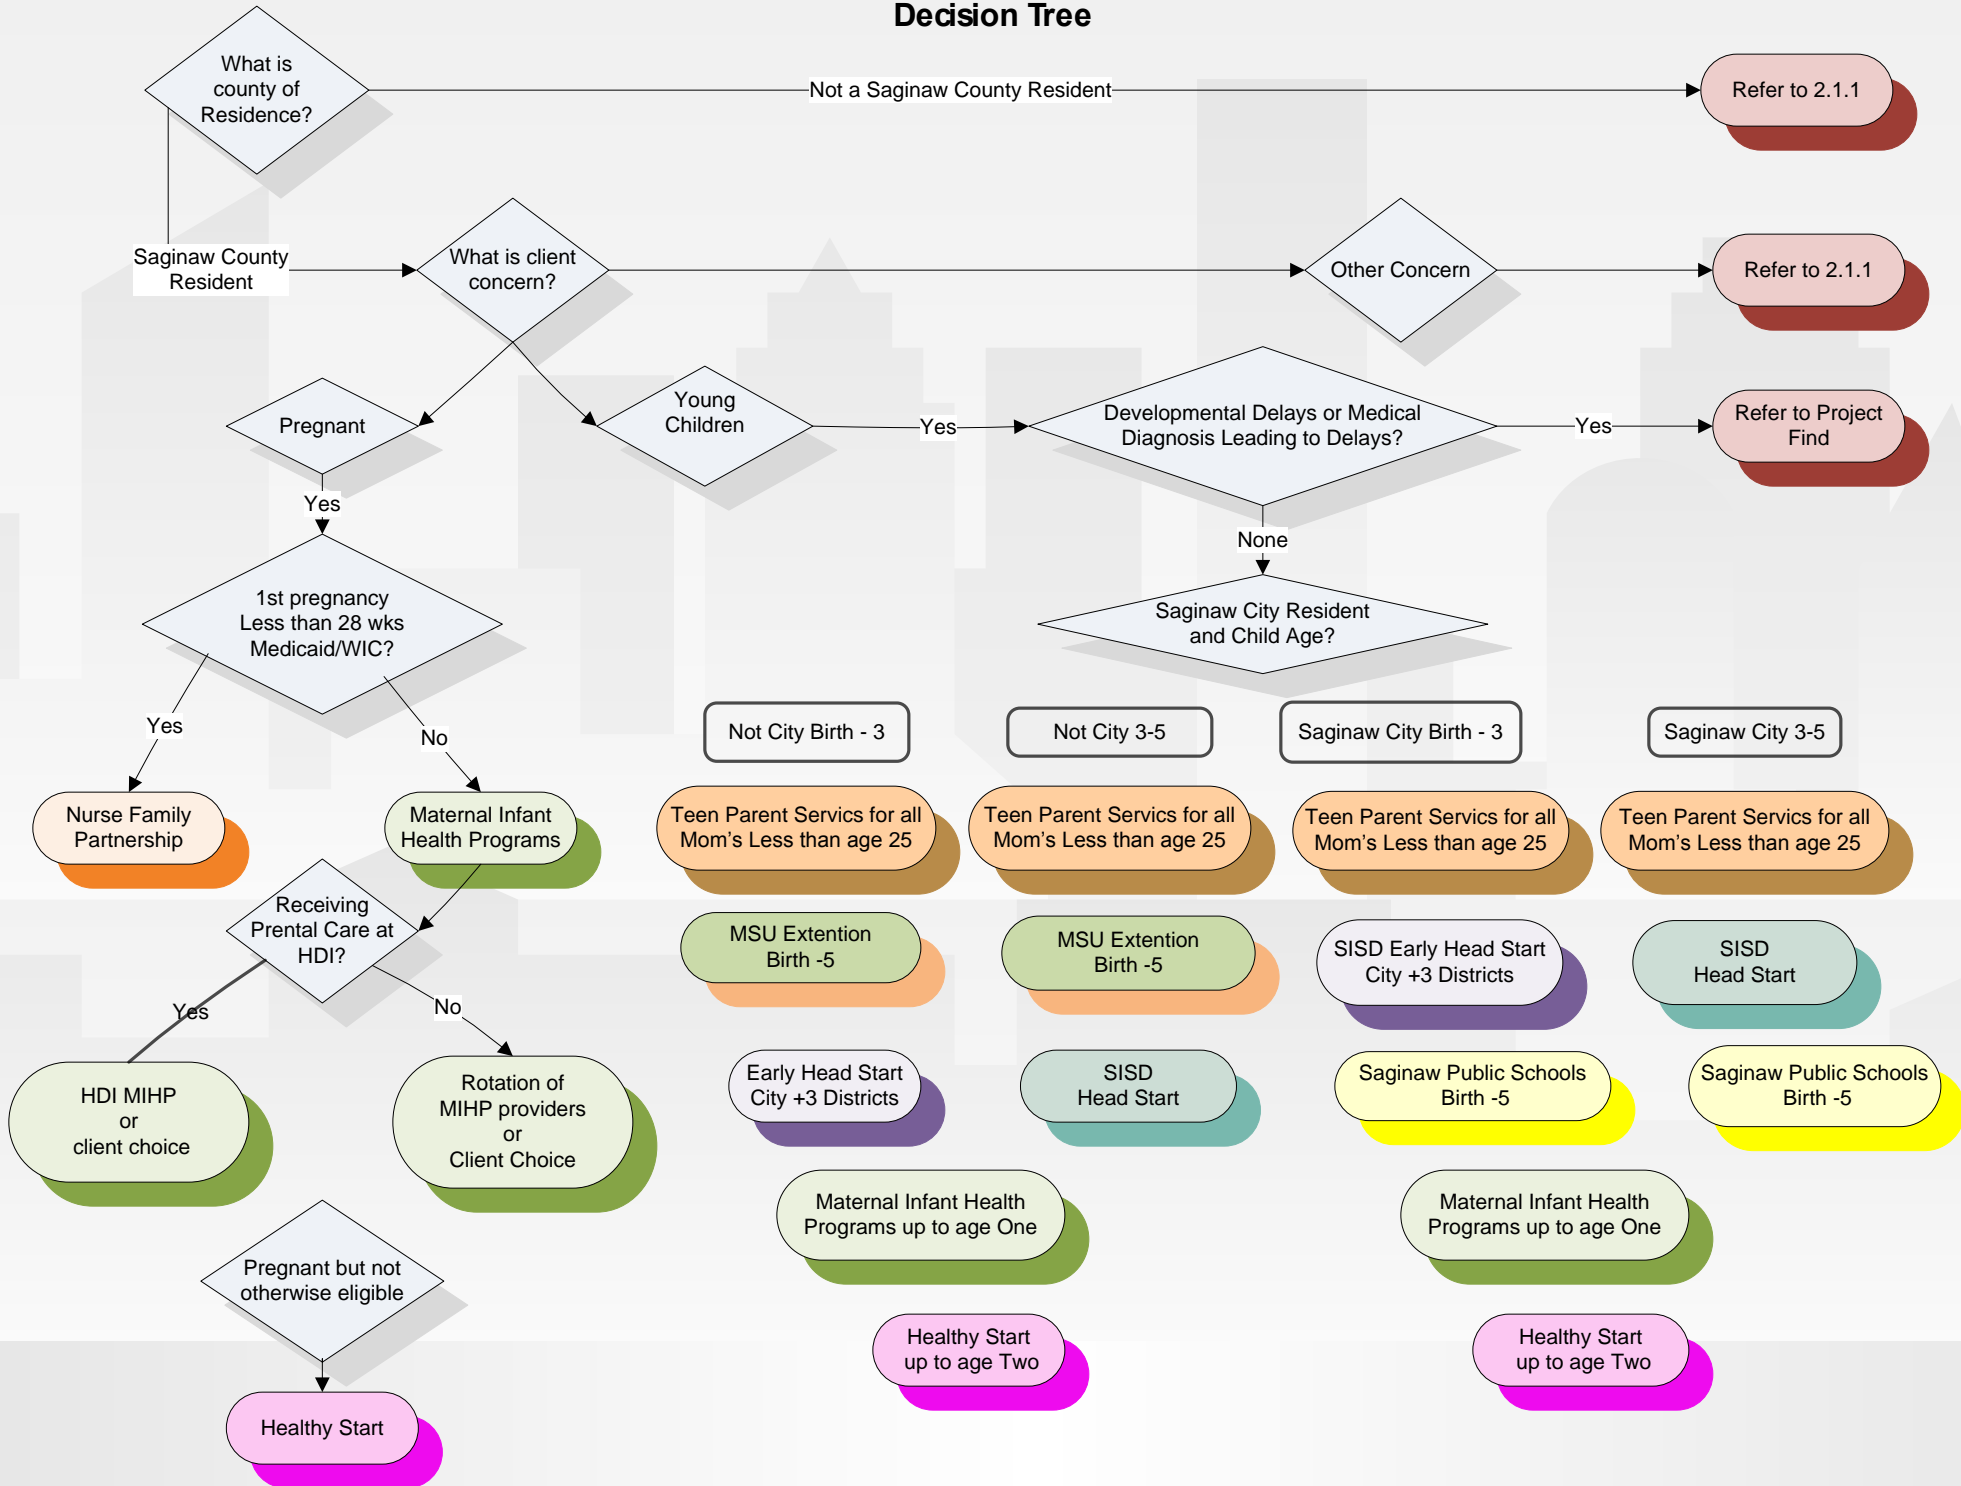 Decision Tree
What is
county of
Residence?
Not a Saginaw County Resident
Refer to 2.1.1
Saginaw County
Resident
What is client
concern?
Other Concern
Refer to 2.1.1
Pregnant
Young
Children
Yes
Developmental Delays or Medical
Diagnosis Leading to Delays?
Yes
Refer to Project
Find
Yes
None
1st pregnancy
Less than 28 wks
Medicaid/WIC?
Saginaw City Resident
and Child Age?
Yes
No
Not City Birth - 3
Not City 3-5
Saginaw City Birth - 3
Saginaw City 3-5
Nurse Family
Partnership
Maternal Infant
Health Programs
Teen Parent Servics for all
Mom's Less than age 25
Teen Parent Servics for all
Mom's Less than age 25
Teen Parent Servics for all
Mom's Less than age 25
Teen Parent Servics for all
Mom's Less than age 25
Receiving
Prental Care at
HDI?
MSU Extention
Birth -5
MSU Extention
Birth -5
SISD Early Head Start
City +3 Districts
SISD
Head Start
Yes
No
HDI MIHP
or
client choice
Rotation of
MIHP providers
or
Client Choice
Early Head Start
City +3 Districts
SISD
Head Start
Saginaw Public Schools
Birth -5
Saginaw Public Schools
Birth -5
Maternal Infant Health
Programs up to age One
Maternal Infant Health
Programs up to age One
Pregnant but not
otherwise eligible
Healthy Start
up to age Two
Healthy Start
up to age Two
Healthy Start